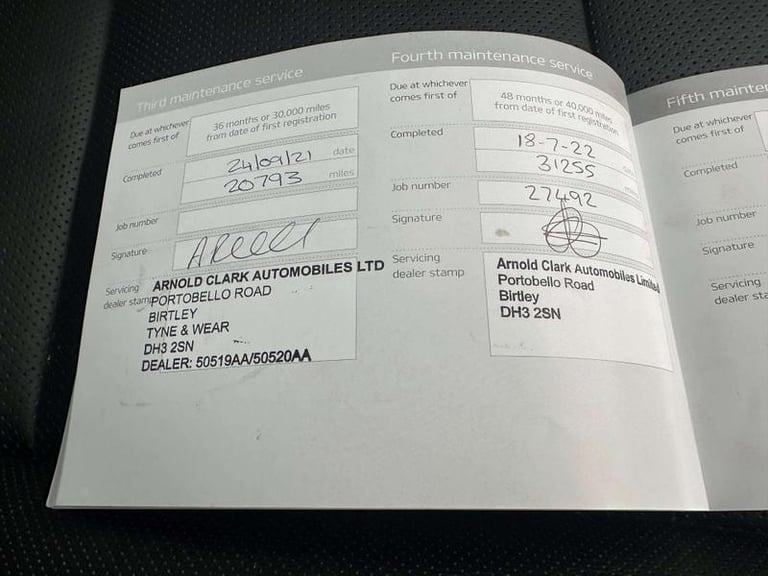 Third maintenance service
Due at whichever
comes first of
36 months or 30,000 miles
from date of first registration
Completed
24/09/21 date
20793 miles
Job number
Signature
Servicing
dealer stamp
ARNOLD CLARK AUTOMOBILES LTD
PORTOBELLO ROAD
BIRTLEY
TYNE & WEAR
DH3 2SN
DEALER: 50519AA/50520AA
Fourth maintenance service
Due at whichever
comes first of
48 months or 40,000 miles
from date of first registration
Completed
18-7-22
31255
Job number
27492
Signature
Servicing
dealer stamp
Arnold Clark Automobiles Limited
Portobello Road
Birtley
DH3 2SN
Fifth mainte
Due at whichever
comes first of
Completed
Job number
Signature
Servicing
dealer sta